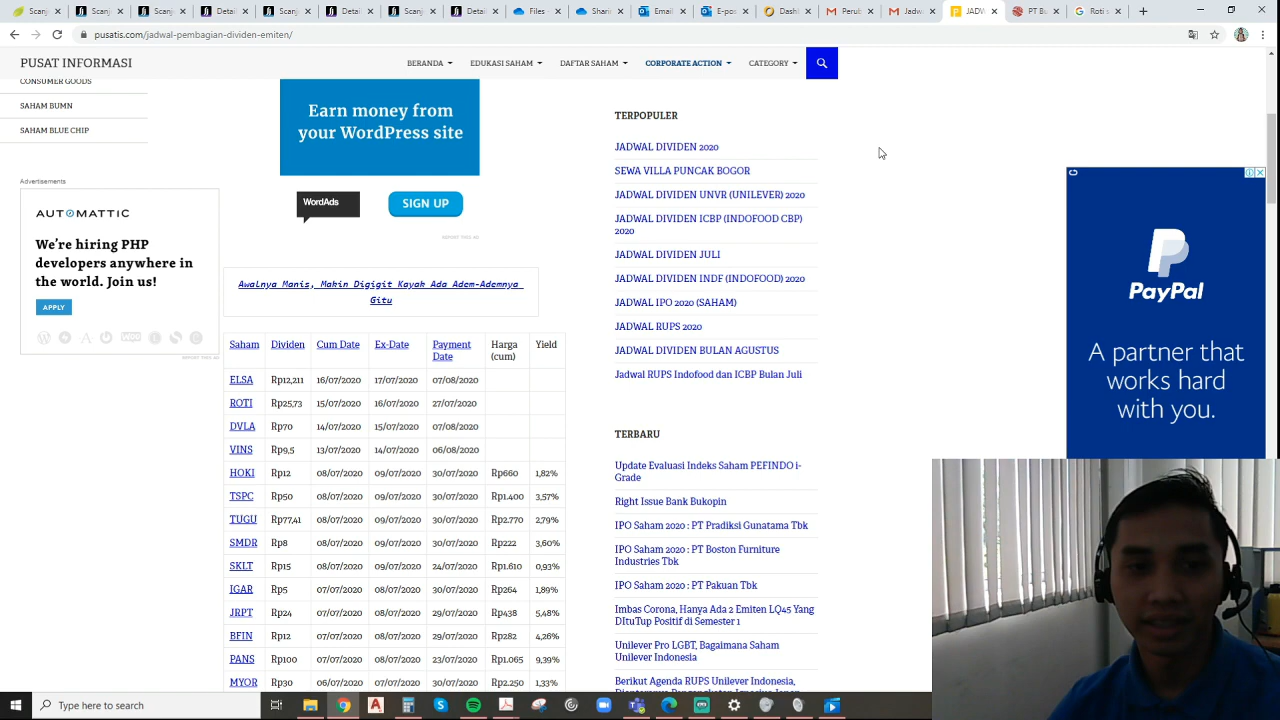 JADWA
PT B
Roti s
Dash
Peruk
Jadw
JADW
pusatis.com/jadwal-pembagian-dividen-emiten/
PUSAT INFORMASI
BERANDA
EDUKASI SAHAM
DAFTAR SAHAM
CORPORATE ACTION
CATEGORY
CONSUMER GOODS
SAHAM BUMN
SAHAM BLUE CHIP
Advertisements
AUTOMATTIC
We're hiring PHP
developers anywhere in
the world. Join us!
APPLY
REPORT THIS AD
Earn money from
your WordPress site
WordAds
SIGN UP
REPORT THIS AD
Awalnya Manis, Makin Digigit Kayak Ada Adem-Ademnya
Gitu
Saham Dividen Cum Date Ex-Date Payment Date Harga (cum) Yield
ELSA Rp12,211 16/07/2020 17/07/2020 07/08/2020
ROTI Rp25,73 15/07/2020 16/07/2020 27/07/2020
DVLA Rp70 14/07/2020 15/07/2020 07/08/2020
VINS Rp9,5 13/07/2020 14/07/2020 06/08/2020
HOKI Rp12 08/07/2020 09/07/2020 30/07/2020 Rp660 1,82%
TSPC Rp50 08/07/2020 09/07/2020 30/07/2020 Rp1.400 3,57%
TUGU Rp77,41 08/07/2020 09/07/2020 30/07/2020 Rp2.770 2,79%
SMDR Rp8 08/07/2020 09/07/2020 30/07/2020 Rp222 3,60%
SKLT Rp15 08/07/2020 09/07/2020 24/07/2020 Rp1.610 0,93%
IGAR Rp5 07/07/2020 08/07/2020 30/07/2020 Rp264 1,89%
JRPT Rp24 07/07/2020 08/07/2020 29/07/2020 Rp438 5,48%
BFIN Rp12 07/07/2020 08/07/2020 29/07/2020 Rp282 4,26%
PANS Rp100 07/07/2020 08/07/2020 23/07/2020 Rp1.065 9,39%
MYOR Rp30 06/07/2020 07/07/2020 30/07/2020 Rp2.250 1,33%
TERPOPULER
JADWAL DIVIDEN 2020
SEWA VILLA PUNCAK BOGOR
JADWAL DIVIDEN UNVR (UNILEVER) 2020
JADWAL DIVIDEN ICBP (INDOFOOD CBP)
2020
JADWAL DIVIDEN JULI
JADWAL DIVIDEN INDF (INDOFOOD) 2020
JADWAL IPO 2020 (SAHAM)
JADWAL RUPS 2020
JADWAL DIVIDEN BULAN AGUSTUS
Jadwal RUPS Indofood dan ICBP Bulan Juli
TERBARU
Update Evaluasi Indeks Saham PEFINDO i-
Grade
Right Issue Bank Bukopin
IPO Saham 2020 : PT Pradiksi Gunatama Tbk
IPO Saham 2020 : PT Boston Furniture
Industries Tbk
IPO Saham 2020 : PT Pakuan Tbk
Imbas Corona, Hanya Ada 2 Emiten LQ45 Yang
DItuTup Positif di Semester 1
Unilever Pro LGBT, Bagaimana Saham
Unilever Indonesia
Berikut Agenda RUPS Unilever Indonesia,
PayPal
A partner that
works hard
with you.
Type here to search